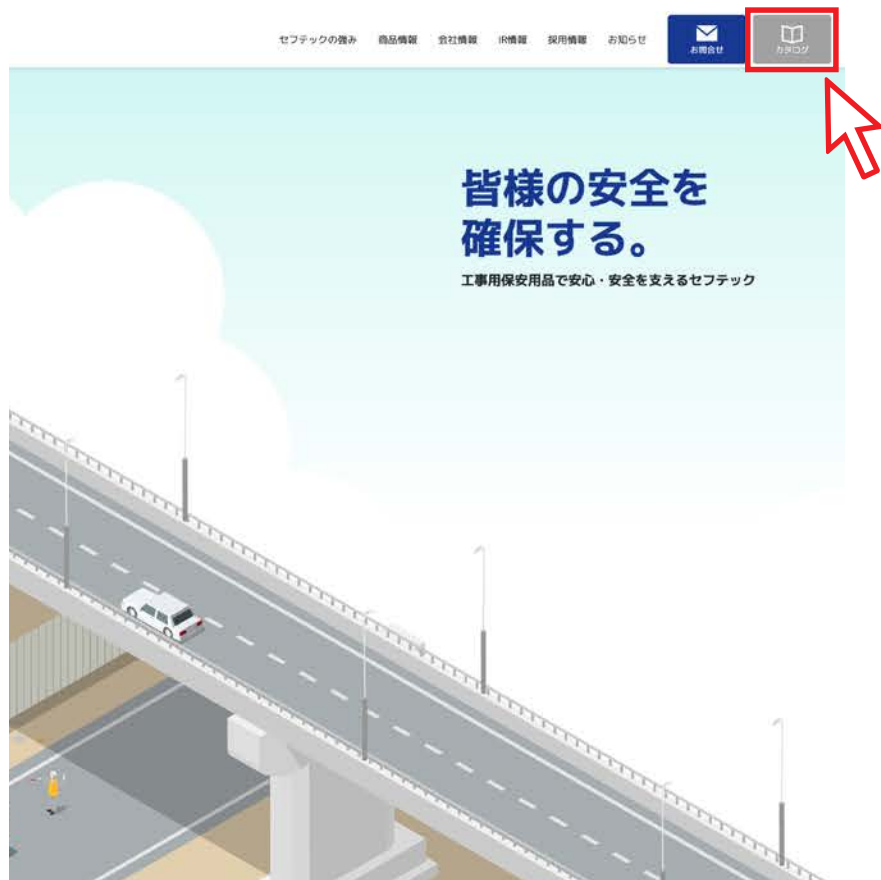 セフテックの強み 商品情報 会社情報 IR情報 採用情報 お知らせ お問合せ カタログ
皆様の安全を
確保する。
工事用保安用品で安心・安全を支えるセフテック